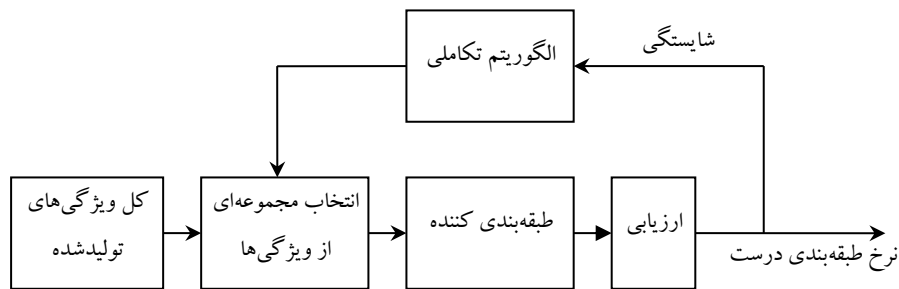 الگوریتم تکاملی
شایستگی
کل ویژگی‌های
تولیدشده
انتخاب مجموعه‌ای
از ویژگی‌ها
طبقه‌بندی کننده
ارزیابی
نرخ طبقه‌بندی درست